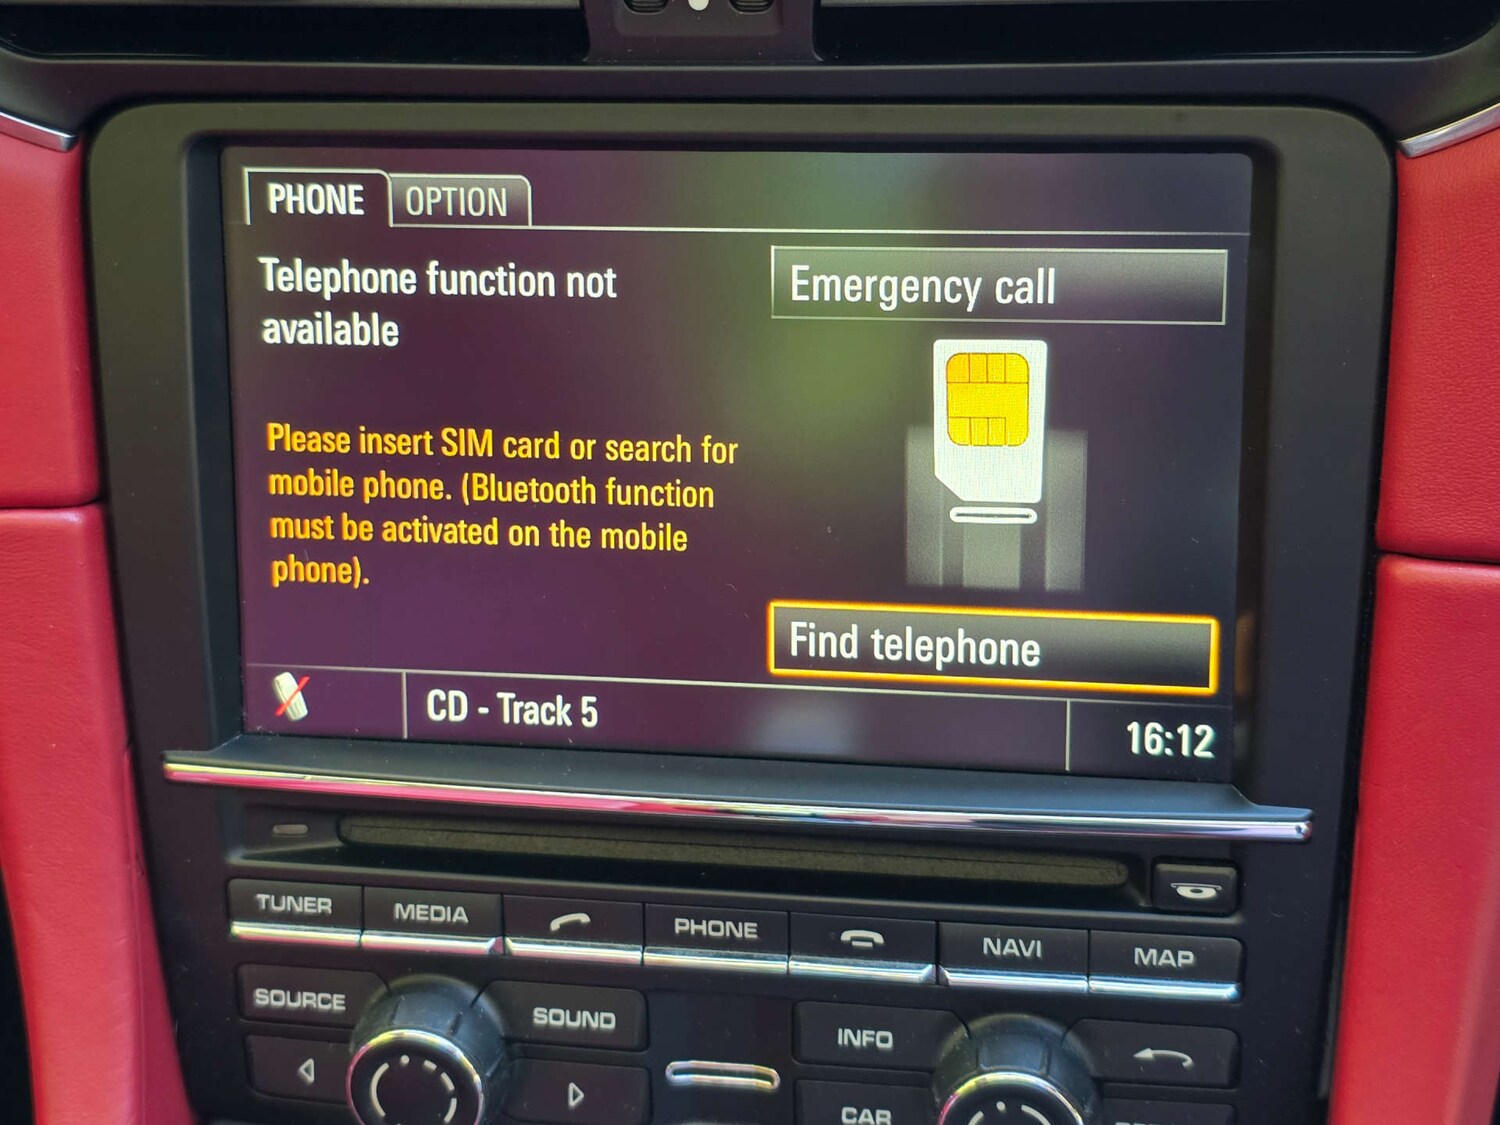 PHONE OPTION
Telephone function not
available
Emergency call
Please insert SIM card or search for
mobile phone. (Bluetooth function
must be activated on the mobile
phone).
Find telephone
CD - Track 5
16:12
TUNER MEDIA PHONE NAVI MAP
SOURCE SOUND INFO
CAR